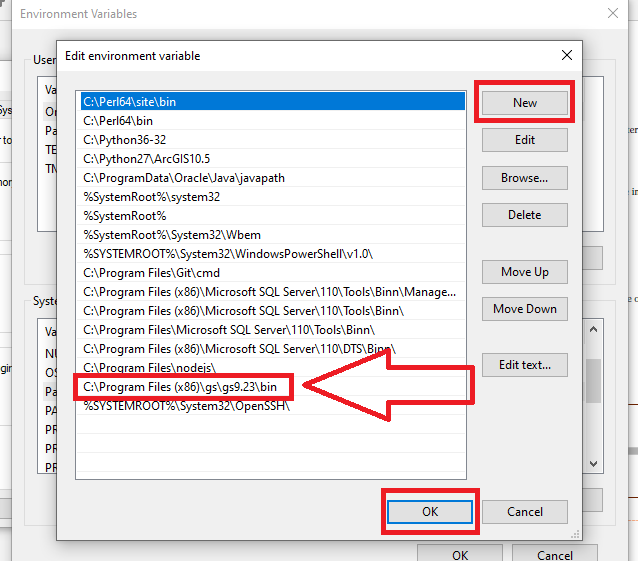 Environment Variables
Edit environment variable
User
Va
Or
Pa
TE
TM
C:\Perl64\site\bin
C:\Perl64\bin
C:\Python36-32
C:\Python27\ArcGIS10.5
C:\ProgramData\Oracle\Java\javapath
%SystemRoot%\system32
%SystemRoot%
%SystemRoot%\System32\Wbem
%SYSTEMROOT%\System32\WindowsPowerShell\v1.0\
C:\Program Files\Git\cmd
C:\Program Files (x86)\Microsoft SQL Server\110\Tools\Binn\Manage...
C:\Program Files (x86)\Microsoft SQL Server\110\Tools\Binn\
C:\Program Files\Microsoft SQL Server\110\Tools\Binn\
C:\Program Files (x86)\Microsoft SQL Server\110\DTS\Binn\
C:\Program Files\nodejs\
C:\Program Files (x86)\gs\gs9.23\bin
%SYSTEMROOT%\System32\OpenSSH\
New
Edit
Browse...
Delete
Move Up
Move Down
Edit text...
OK
Cancel
Syste
Va
NU
OS
Pa
PA
PR
PR
PR
OK
Cancel